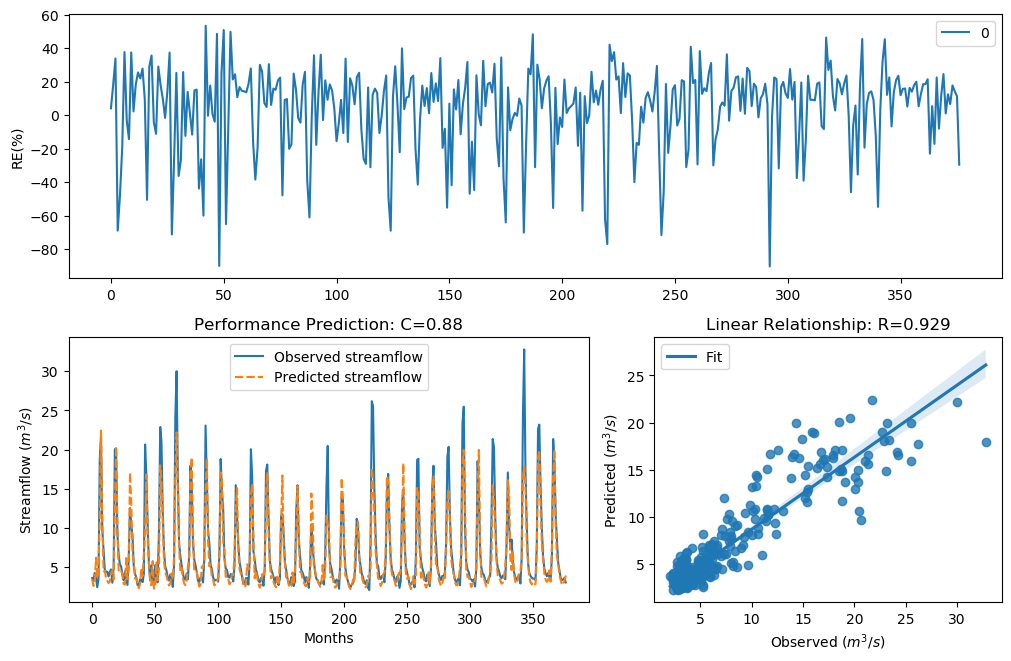 60
40
20
0
−20
−40
−60
−80
RE(%)
0
0 50 100 150 200 250 300 350
Performance Prediction: C=0.88
Observed streamflow
Predicted streamflow
30
25
20
15
10
5
Streamflow (m³/s)
0 50 100 150 200 250 300 350
Months
Linear Relationship: R=0.929
Fit
25
20
15
10
5
Predicted (m³/s)
5 10 15 20 25 30
Observed (m³/s)